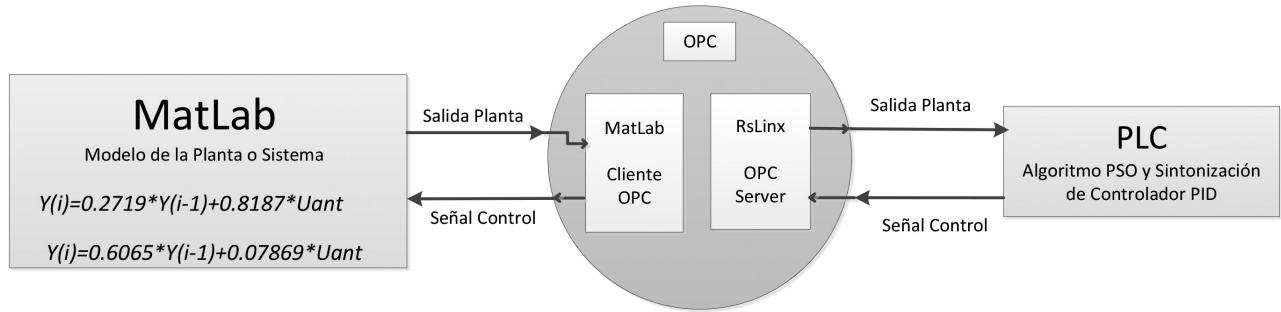 MatLab
Modelo de la Planta o Sistema
Y(i)=0.2719*Y(i-1)+0.8187*Uant
Y(i)=0.6065*Y(i-1)+0.07869*Uant
Salida Planta
Señal Control
OPC
MatLab
Cliente
OPC
RsLinx
OPC
Server
Salida Planta
Señal Control
PLC
Algoritmo PSO y Sintonización
de Controlador PID